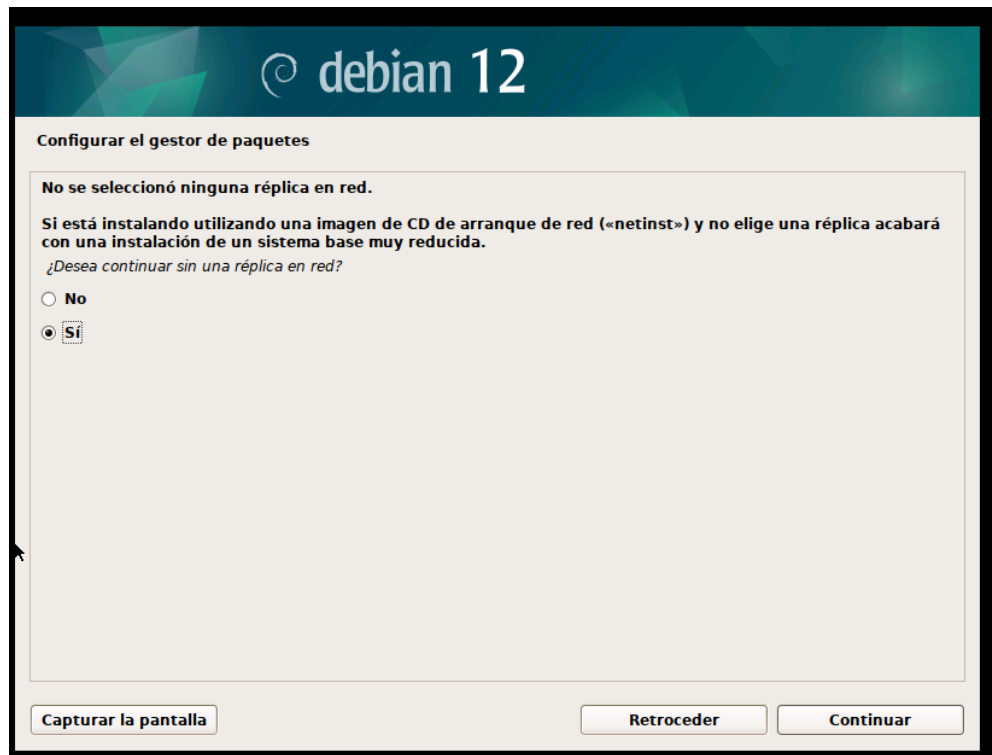 debian 12
Configurar el gestor de paquetes
No se seleccionó ninguna réplica en red.
Si está instalando utilizando una imagen de CD de arranque de red («netinst») y no elige una réplica acabará
con una instalación de un sistema base muy reducida.
¿Desea continuar sin una réplica en red?
No
Sí
Capturar la pantalla
Retroceder
Continuar